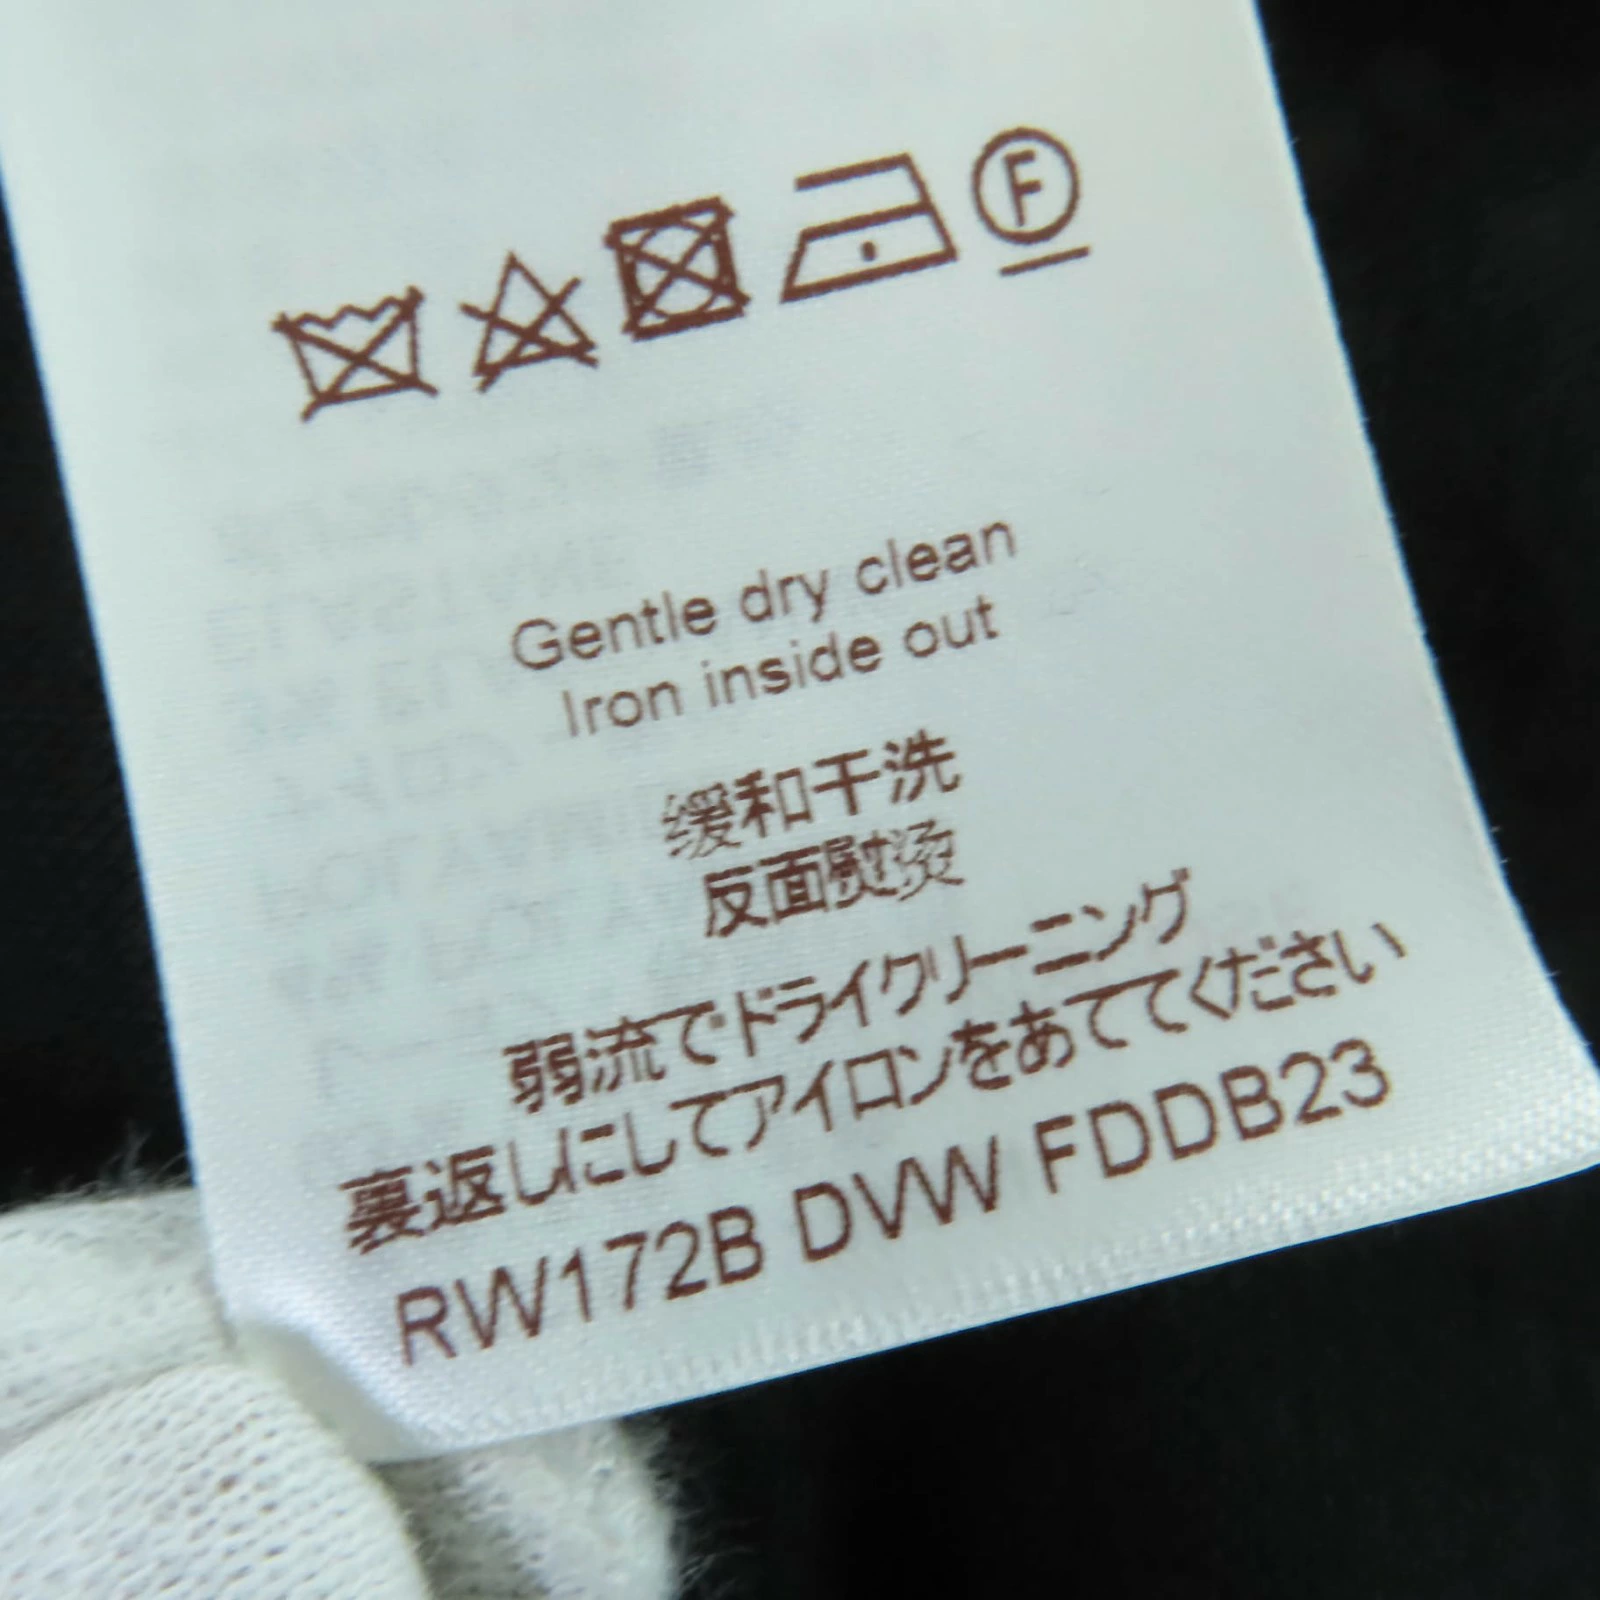 F
Gentle dry clean
Iron inside out
缓和干洗
反面熨烫
弱流でドライクリーニング
裏返しにしてアイロンをあててください
RW172B DVW FDDB23